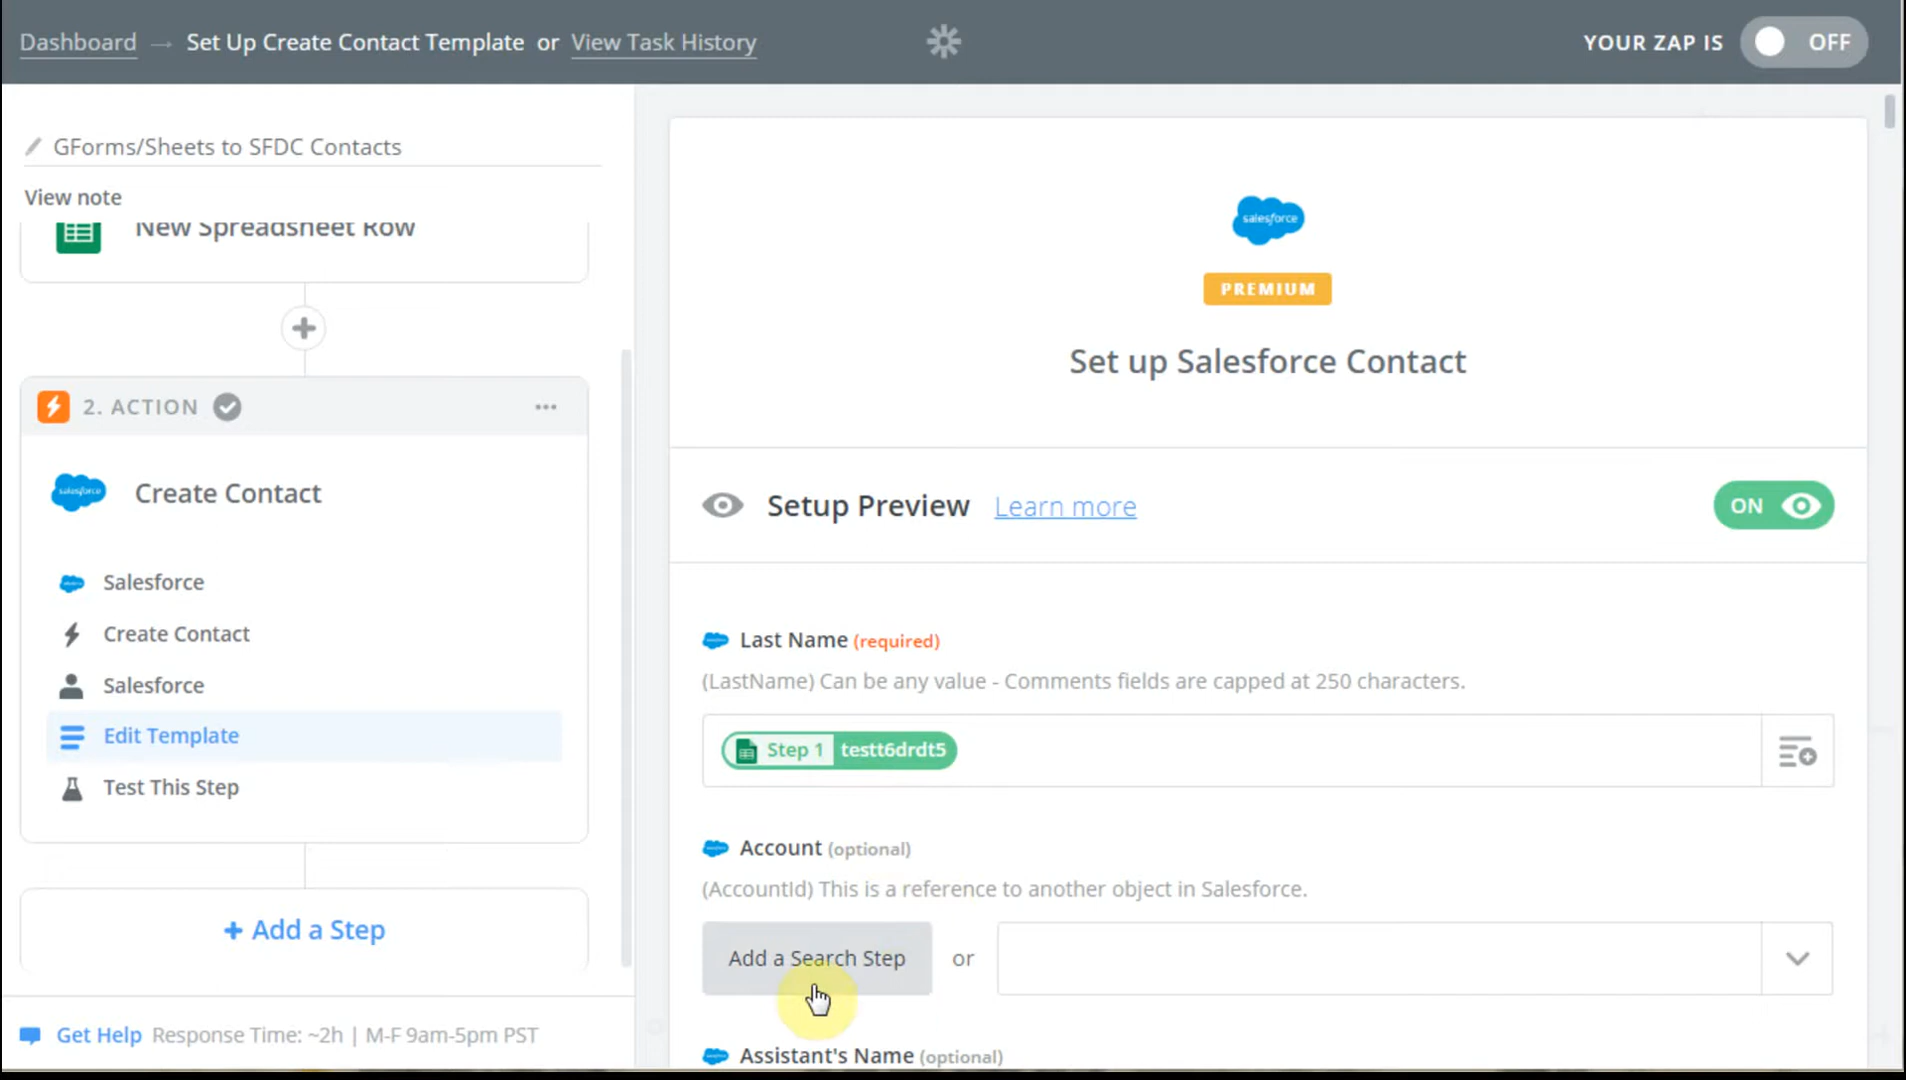 Dashboard → Set Up Create Contact Template or View Task History
YOUR ZAP IS OFF
GForms/Sheets to SFDC Contacts
View note
New Spreadsheet Row
2. ACTION
salesforce
Create Contact
Salesforce
Create Contact
Salesforce
Edit Template
Test This Step
+ Add a Step
Get Help Response Time: ~2h | M-F 9am-5pm PST
salesforce
PREMIUM
Set up Salesforce Contact
Setup Preview Learn more
ON
Last Name (required)
(LastName) Can be any value - Comments fields are capped at 250 characters.
Step 1 testt6drdt5
Account (optional)
(AccountId) This is a reference to another object in Salesforce.
Add a Search Step or
Assistant's Name (optional)